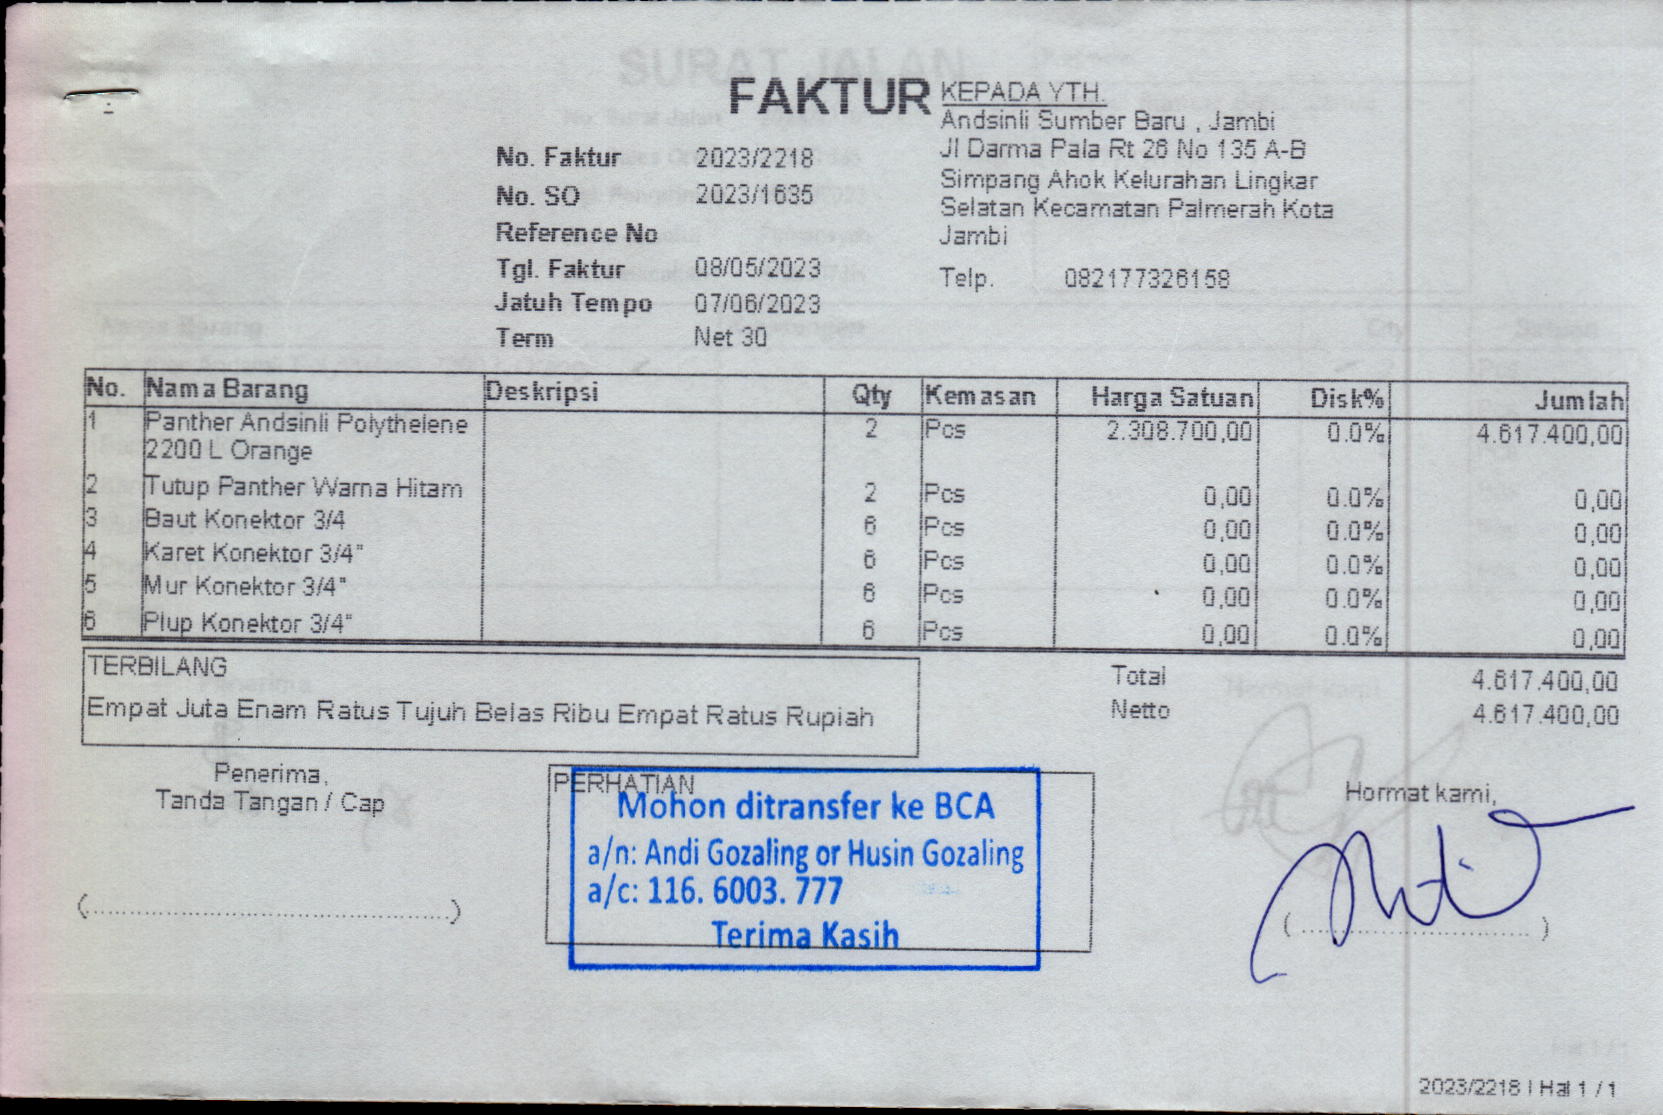 FAKTUR
No. Faktur 2023/2218
No. SO 2023/1635
Reference No
Tgl. Faktur 08/05/2023
Jatuh Tempo 07/06/2023
Term Net 30
KEPADA YTH.
Andsinli Sumber Baru , Jambi
Jl Darma Pala Rt 26 No 135 A-B
Simpang Ahok Kelurahan Lingkar
Selatan Kecamatan Palmerah Kota
Jambi
Telp. 082177326158
No. Nama Barang Deskripsi Qty Kemasan Harga Satuan Disk% Jumlah
1 Panther Andsinli Polythelene 2 Pcs 2.308.700,00 0.0% 4.617.400,00
2200 L Orange
2 Tutup Panther Warna Hitam 2 Pcs 0,00 0.0% 0,00
3 Baut Konektor 3/4 6 Pcs 0,00 0.0% 0,00
4 Karet Konektor 3/4" 6 Pcs 0,00 0.0% 0,00
5 Mur Konektor 3/4" 6 Pcs 0,00 0.0% 0,00
6 Plup Konektor 3/4" 6 Pcs 0,00 0.0% 0,00
TERBILANG
Empat Juta Enam Ratus Tujuh Belas Ribu Empat Ratus Rupiah
Total 4.617.400,00
Netto 4.617.400,00
Penerima,
Tanda Tangan / Cap
(........................................................)
PERHATIAN
Mohon ditransfer ke BCA
a/n: Andi Gozaling or Husin Gozaling
a/c: 116. 6003. 777
Terima Kasih
Hormat kami,
(....................................)
2023/2218 | Hal 1 / 1